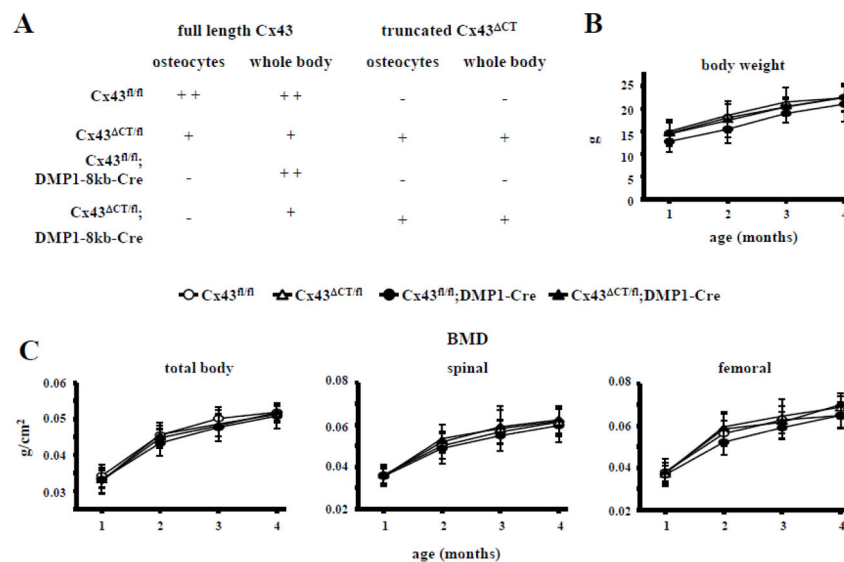 A
full length Cx43 truncated Cx43ΔCT
osteocytes whole body osteocytes whole body
Cx43fl/fl ++ ++ - -
Cx43ΔCT/fl + + + +
Cx43fl/fl;
DMP1-8kb-Cre - ++ - -
Cx43ΔCT/fl;
DMP1-8kb-Cre - + + +
B
body weight
g
25
20
15
10
5
0
1 2 3 4
age (months)
Cx43fl/fl Cx43ΔCT/fl Cx43fl/fl;DMP1-Cre Cx43ΔCT/fl;DMP1-Cre
C
BMD
total body spinal femoral
g/cm2
0.06
0.05
0.04
0.03
1 2 3 4
0.08
0.06
0.04
0.02
1 2 3 4
0.08
0.06
0.04
0.02
1 2 3 4
age (months)